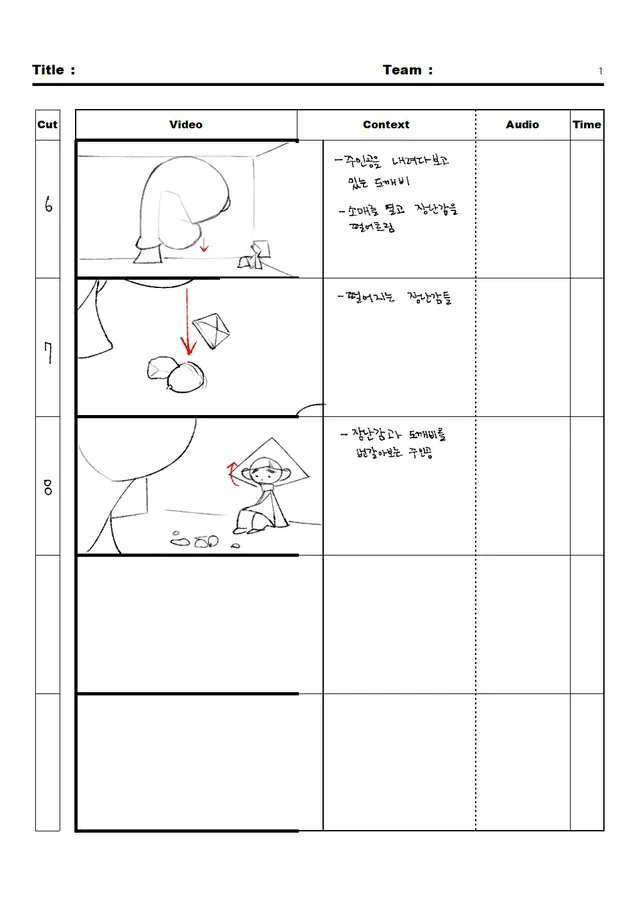 Title :
Team :
1
Cut
Video
Context
Audio
Time
6
-주인공을 내려다보고
있는 도깨비
-소매를 털고 장난감을
떨어트림
7
-떨어지는 장난감들
8
-장난감과 도깨비를
번갈아보는 주인공